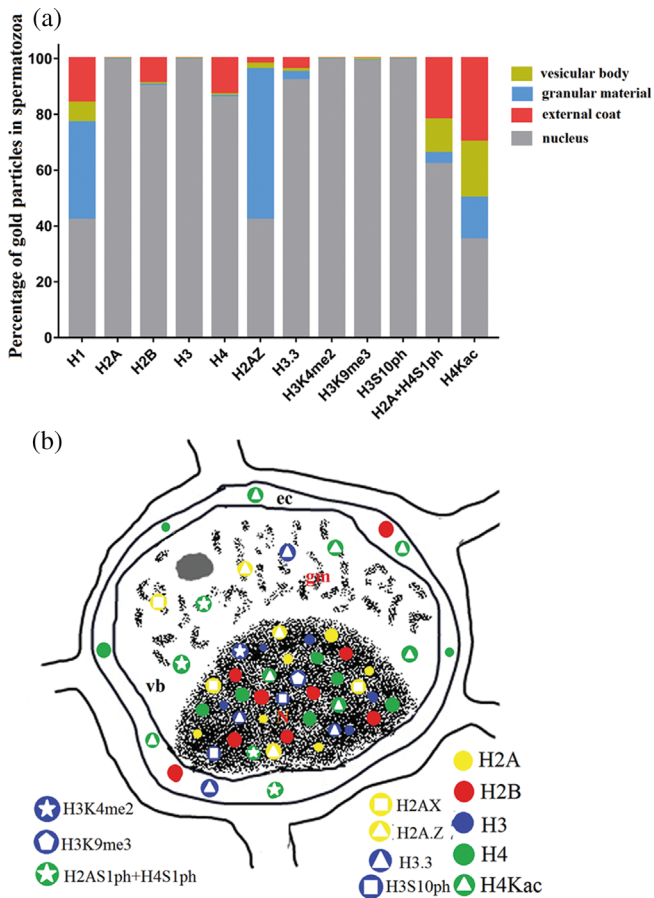 (a)
Percentage of gold particles in spermatozoa
100
80
60
40
20
0
H1
H2A
H2B
H3
H4
H2AZ
H3.3
H3K4me2
H3K9me3
H3S10ph
H2A+H4S1ph
H4Kac
vesicular body
granular material
external coat
nucleus
(b)
ec
gm
vb
N
H3K4me2
H3K9me3
H2AS1ph+H4S1ph
H2AX
H2A.Z
H3.3
H3S10ph
H2A
H2B
H3
H4
H4Kac